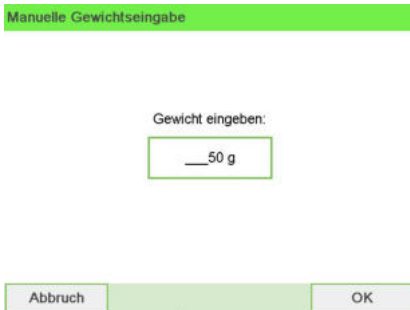 Manuelle Gewichtseingabe
Gewicht eingeben:
___50 g
Abbruch
OK